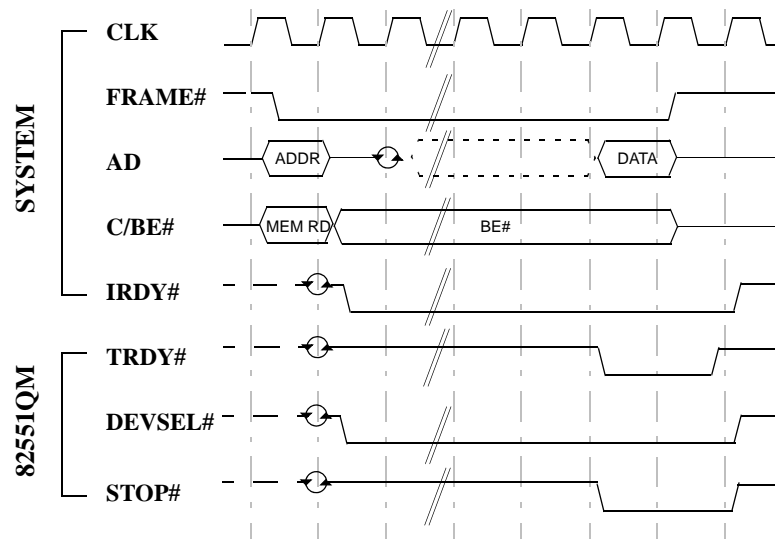 SYSTEM
CLK
FRAME#
AD
ADDR
DATA
C/BE#
MEM RD
BE#
IRDY#
82551QM
TRDY#
DEVSEL#
STOP#